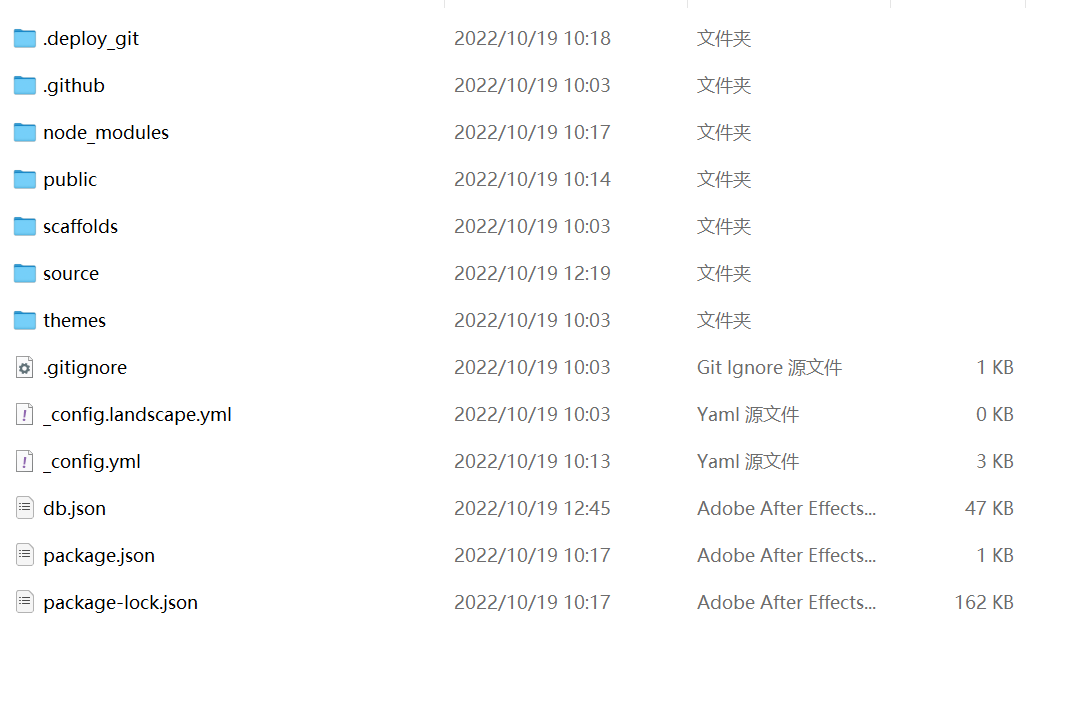 .deploy_git 2022/10/19 10:18 文件夹
.github 2022/10/19 10:03 文件夹
node_modules 2022/10/19 10:17 文件夹
public 2022/10/19 10:14 文件夹
scaffolds 2022/10/19 10:03 文件夹
source 2022/10/19 12:19 文件夹
themes 2022/10/19 10:03 文件夹
.gitignore 2022/10/19 10:03 Git Ignore 源文件 1 KB
_config.landscape.yml 2022/10/19 10:03 Yaml 源文件 0 KB
_config.yml 2022/10/19 10:13 Yaml 源文件 3 KB
db.json 2022/10/19 12:45 Adobe After Effects... 47 KB
package.json 2022/10/19 10:17 Adobe After Effects... 1 KB
package-lock.json 2022/10/19 10:17 Adobe After Effects... 162 KB